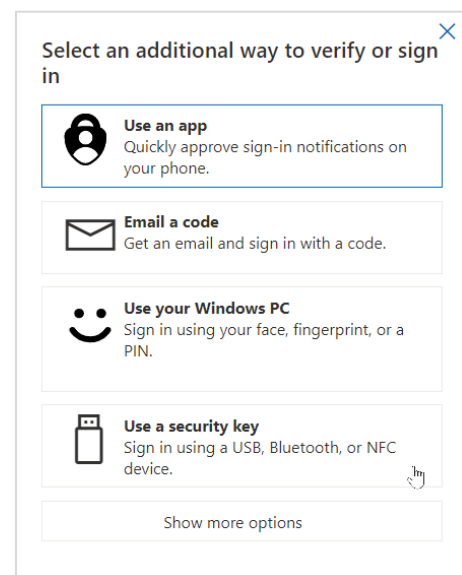 Select an additional way to verify or sign
in
Use an app
Quickly approve sign-in notifications on
your phone.
Email a code
Get an email and sign in with a code.
Use your Windows PC
Sign in using your face, fingerprint, or a
PIN.
Use a security key
Sign in using a USB, Bluetooth, or NFC
device.
Show more options